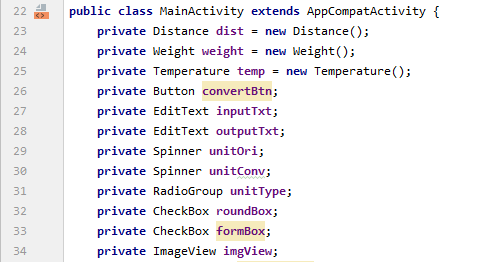 22 public class MainActivity extends AppCompatActivity {
23 private Distance dist = new Distance();
24 private Weight weight = new Weight();
25 private Temperature temp = new Temperature();
26 private Button convertBtn;
27 private EditText inputTxt;
28 private EditText outputTxt;
29 private Spinner unitOri;
30 private Spinner unitConv;
31 private RadioGroup unitType;
32 private CheckBox roundBox;
33 private CheckBox formBox;
34 private ImageView imgView;